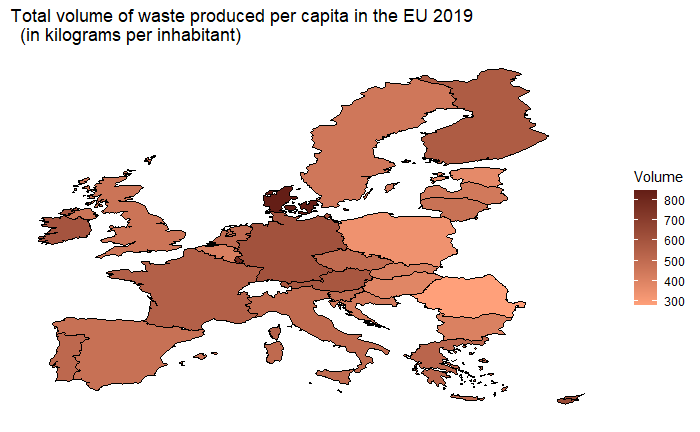 Total volume of waste produced per capita in the EU 2019
(in kilograms per inhabitant)
Volume
800
700
600
500
400
300